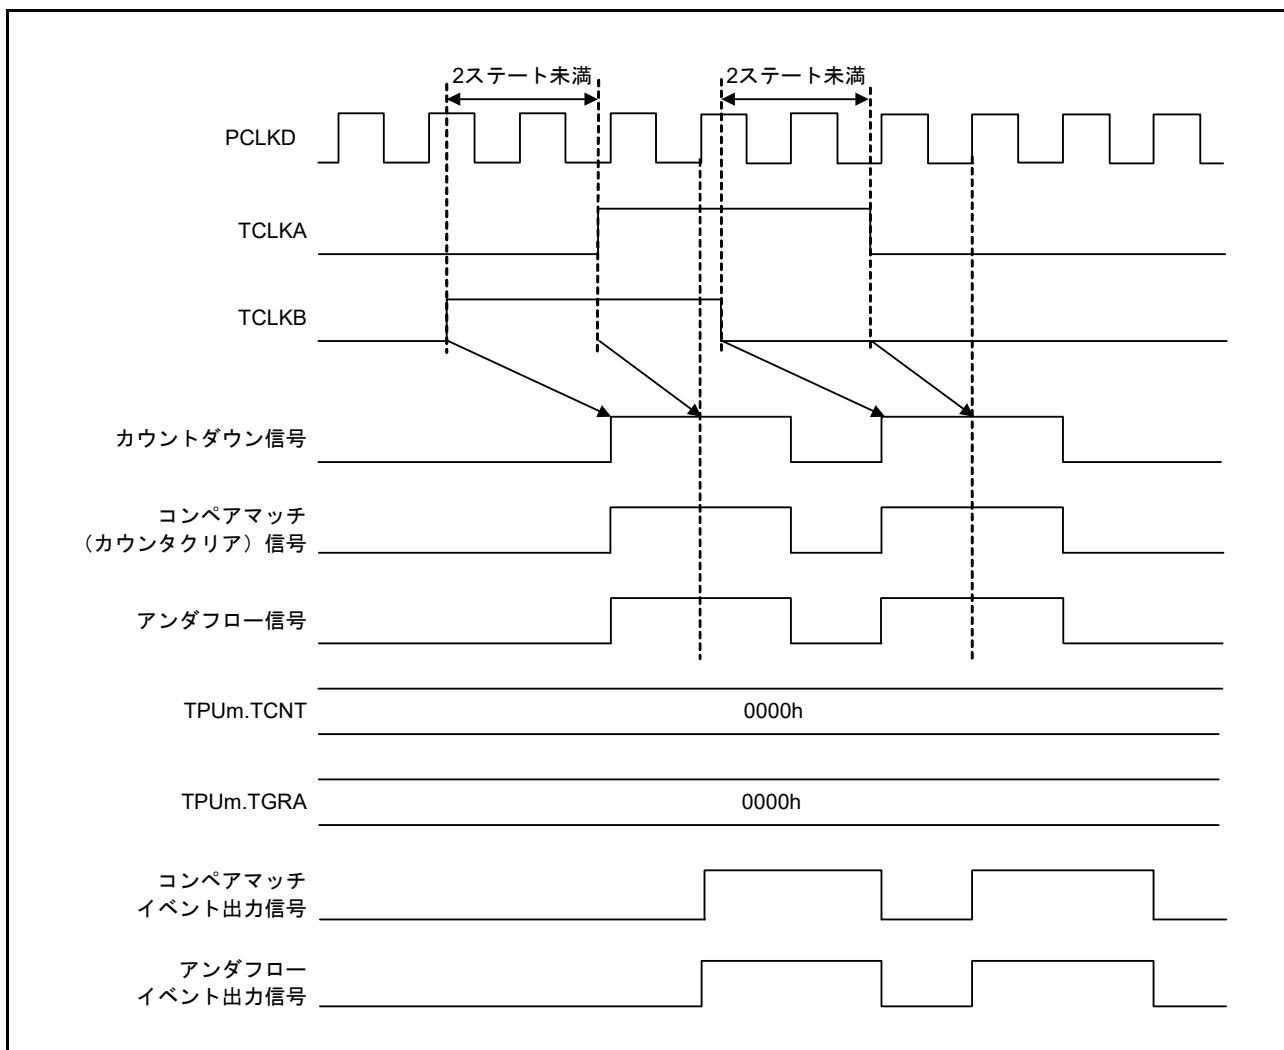 2ステート未満
2ステート未満
PCLKD
TCLKA
TCLKB
カウントダウン信号
コンペアマッチ
（カウンタクリア）信号
アンダフロー信号
TPUm.TCNT
0000h
TPUm.TGRA
0000h
コンペアマッチ
イベント出力信号
アンダフロー
イベント出力信号